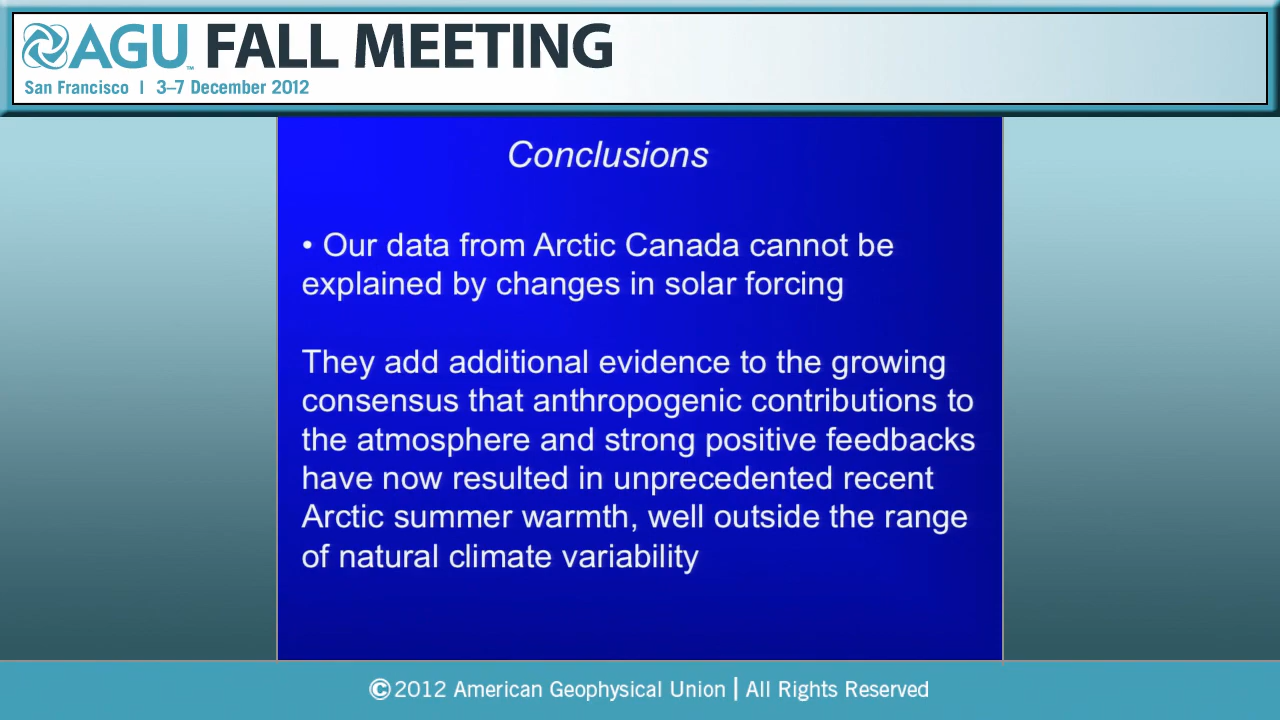 AGU™ FALL MEETING
San Francisco | 3–7 December 2012
Conclusions
• Our data from Arctic Canada cannot be
explained by changes in solar forcing
They add additional evidence to the growing
consensus that anthropogenic contributions to
the atmosphere and strong positive feedbacks
have now resulted in unprecedented recent
Arctic summer warmth, well outside the range
of natural climate variability
©2012 American Geophysical Union | All Rights Reserved